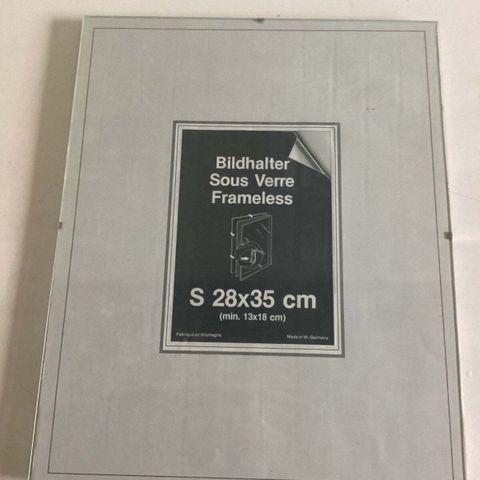 Bildhalter
Sous Verre
Frameless
S 28x35 cm
(min. 13x18 cm)
Fabriqué en Allemagne
Made in W. Germany